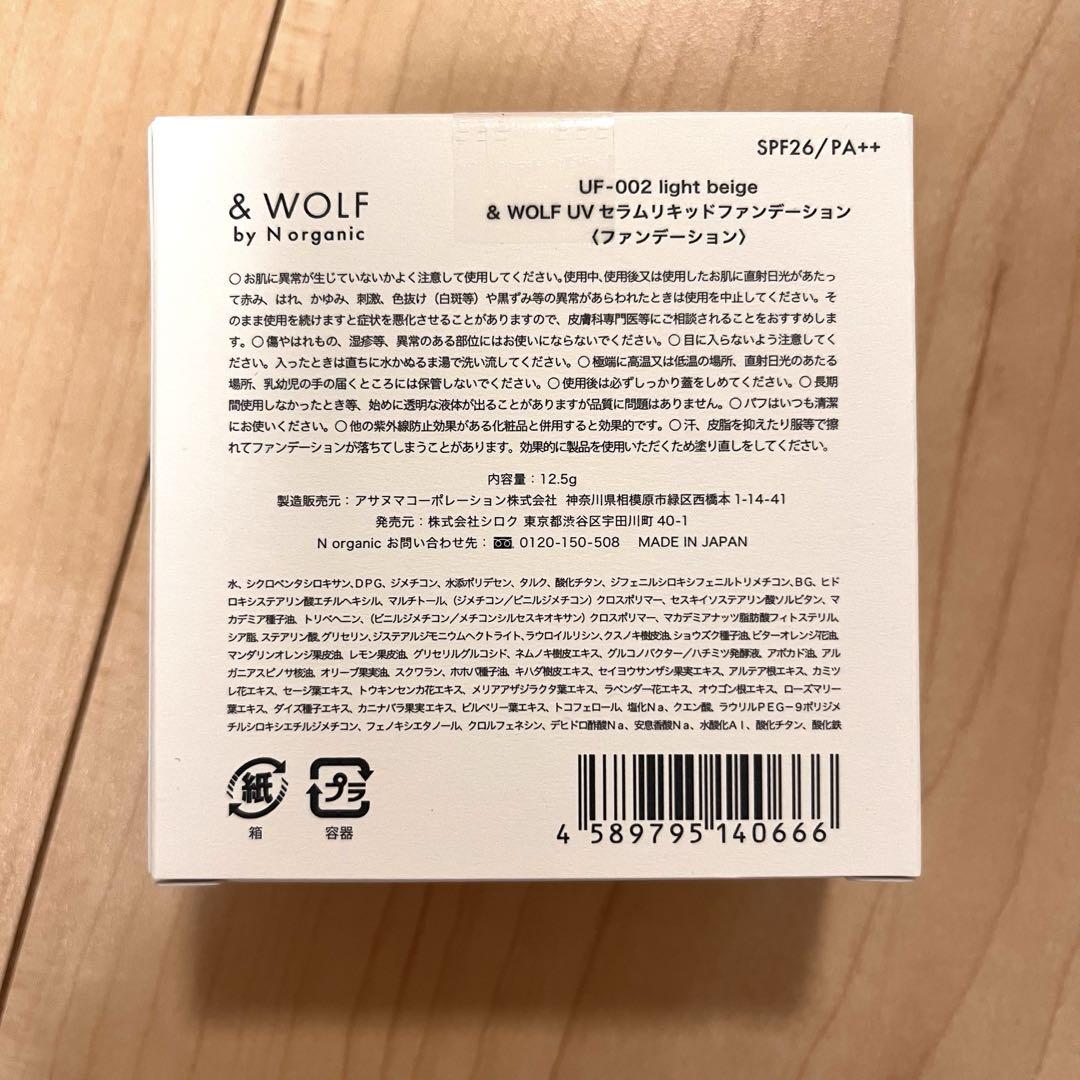 SPF26/PA++
& WOLF
by N organic
UF-002 light beige
& WOLF UV セラムリキッドファンデーション
〈ファンデーション〉
○お肌に異常が生じていないかよく注意して使用してください。使用中、使用後又は使用したお肌に直射日光があたっ
て赤み、はれ、かゆみ、刺激、色抜け（白斑等）や黒ずみ等の異常があらわれたときは使用を中止してください。そ
のまま使用を続けますと症状を悪化させることがありますので、皮膚科専門医等にご相談されることをおすすめしま
す。○傷やはれもの、湿疹等、異常のある部位にはお使いにならないでください。○目に入らないよう注意してく
ださい。入ったときは直ちに水かぬるま湯で洗い流してください。○極端に高温又は低温の場所、直射日光のあたる
場所、乳幼児の手の届くところには保管しないでください。○使用後は必ずしっかり蓋をしめてください。○長期
間使用しなかったとき等、始めに透明な液体が出ることがありますが品質に問題はありません。○パフはいつも清潔
にお使いください。○他の紫外線防止効果がある化粧品と併用すると効果的です。○汗、皮脂を抑えたり服等で擦
れてファンデーションが落ちてしまうことがあります。効果的に製品を使用いただくため塗り直しをしてください。
内容量：12.5g
製造販売元：アサヌマコーポレーション株式会社 神奈川県相模原市緑区西橋本1-14-41
発売元：株式会社シロク 東京都渋谷区宇田川町40-1
N organic お問い合わせ先： 0120-150-508 MADE IN JAPAN
水、シクロペンタシロキサン、DPG、ジメチコン、水添ポリデセン、タルク、酸化チタン、ジフェニルシロキシフェニルトリメチコン、BG、ヒド
ロキシステアリン酸エチルヘキシル、マルチトール、（ジメチコン／ビニルジメチコン）クロスポリマー、セスキイソステアリン酸ソルビタン、マ
カデミア種子油、トリベヘニン、（ビニルジメチコン／メチコンシルセスキオキサン）クロスポリマー、マカデミアナッツ脂肪酸フィトステリル、
シア脂、ステアリン酸、グリセリン、ジステアルジモニウムヘクトライト、ラウロイルリシン、クスノキ樹皮油、ショウズク種子油、ビターオレンジ花油、
マンダリンオレンジ果皮油、レモン果皮油、グリセリルグルコシド、ネムノキ樹皮エキス、グルコノバクター／ハチミツ発酵液、アボカド油、アル
ガニアスピノサ核油、オリーブ果実油、スクワラン、ホホバ種子油、キハダ樹皮エキス、セイヨウサンザシ果実エキス、アルテア根エキス、カミツ
レ花エキス、セージ葉エキス、トウキンセンカ花エキス、メリアアザジラクタ葉エキス、ラベンダー花エキス、オウゴン根エキス、ローズマリー
葉エキス、ダイズ種子エキス、カニナバラ果実エキス、ビルベリー葉エキス、トコフェロール、塩化Na、クエン酸、ラウリルPEG－9ポリジメ
チルシロキシエチルジメチコン、フェノキシエタノール、クロルフェネシン、デヒドロ酢酸Na、安息香酸Na、水酸化Al、酸化チタン、酸化鉄
紙
箱
プラ
容器
4 589795 140666